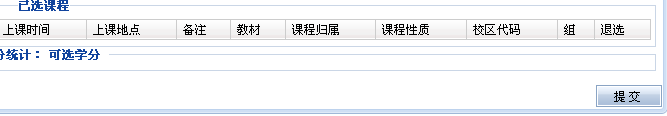 已选课程
上课时间 上课地点 备注 教材 课程归属 课程性质 校区代码 组 退选
分统计： 可选学分
提 交